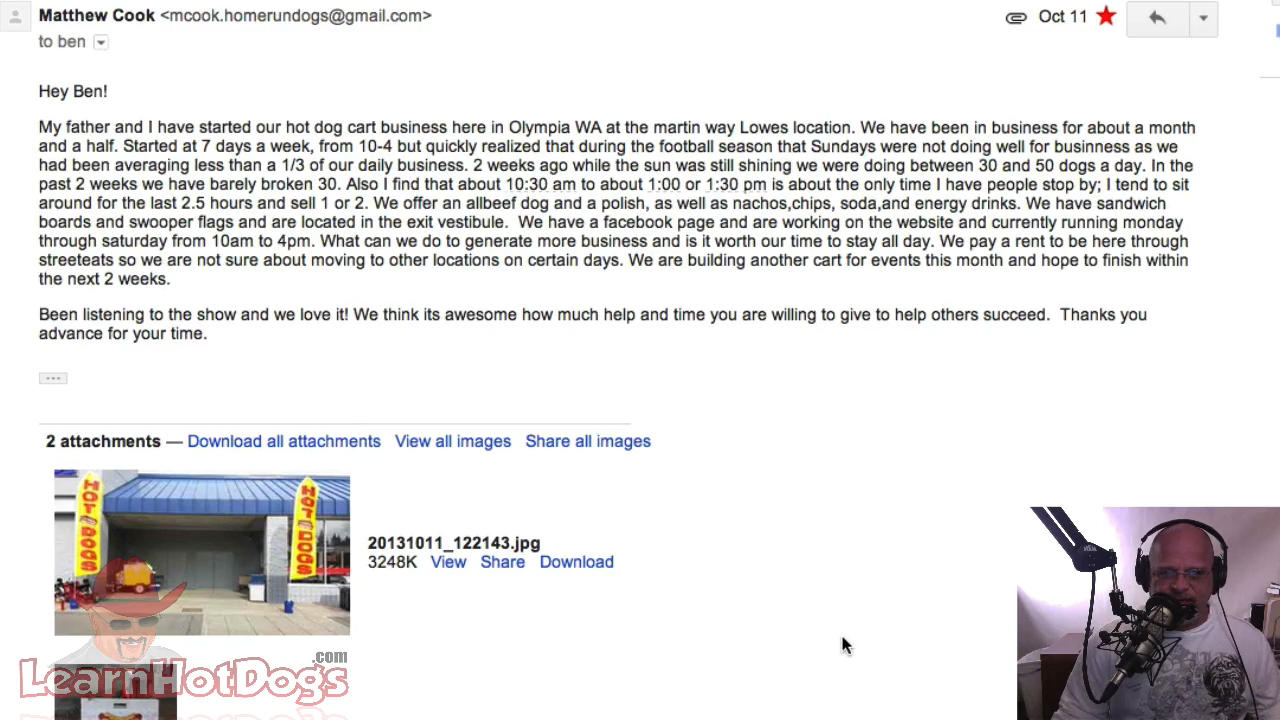 Matthew Cook <mcook.homerundogs@gmail.com>
Oct 11
to ben
Hey Ben!
My father and I have started our hot dog cart business here in Olympia WA at the martin way Lowes location. We have been in business for about a month
and a half. Started at 7 days a week, from 10-4 but quickly realized that during the football season that Sundays were not doing well for businness as we
had been averaging less than a 1/3 of our daily business. 2 weeks ago while the sun was still shining we were doing between 30 and 50 dogs a day. In the
past 2 weeks we have barely broken 30. Also I find that about 10:30 am to about 1:00 or 1:30 pm is about the only time I have people stop by; I tend to sit
around for the last 2.5 hours and sell 1 or 2. We offer an allbeef dog and a polish, as well as nachos,chips, soda,and energy drinks. We have sandwich
boards and swooper flags and are located in the exit vestibule.  We have a facebook page and are working on the website and currently running monday
through saturday from 10am to 4pm. What can we do to generate more business and is it worth our time to stay all day. We pay a rent to be here through
streeteats so we are not sure about moving to other locations on certain days. We are building another cart for events this month and hope to finish within
the next 2 weeks.
Been listening to the show and we love it! We think its awesome how much help and time you are willing to give to help others succeed.  Thanks you
advance for your time.
2 attachments — Download all attachments View all images Share all images
HOT DOGS
HOT DOGS
20131011_122143.jpg
3248K View Share Download
LearnHotDogs.com